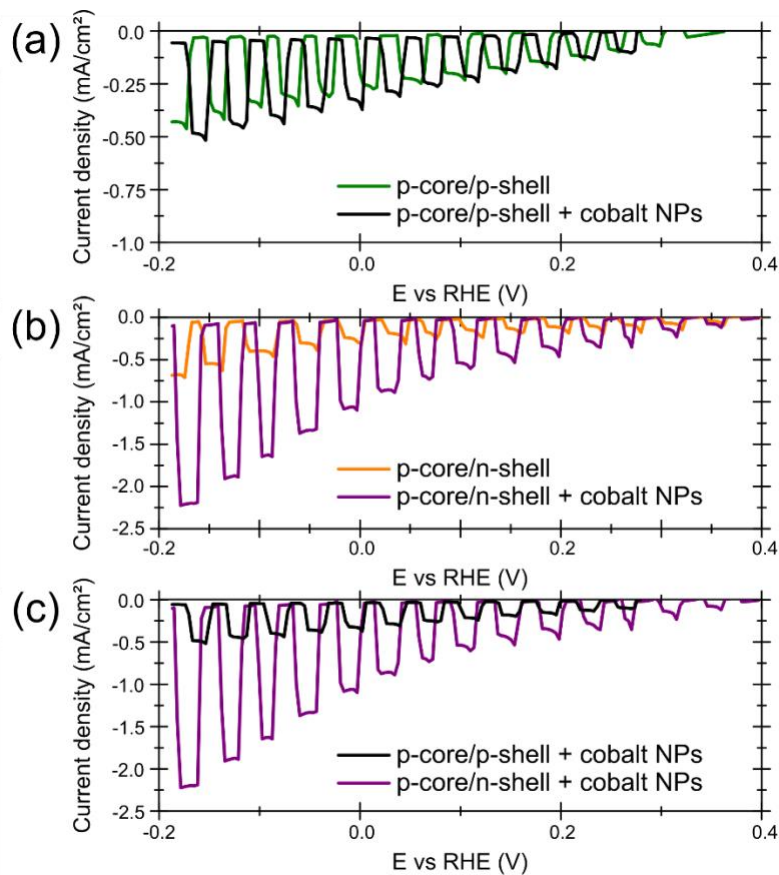 (a)
Current density (mA/cm²)
0.0
-0.25
-0.50
-0.75
-1.0
p-core/p-shell
p-core/p-shell + cobalt NPs
-0.2
0.0
0.2
0.4
E vs RHE (V)
(b)
Current density (mA/cm²)
0.0
-0.5
-1.0
-1.5
-2.0
-2.5
p-core/n-shell
p-core/n-shell + cobalt NPs
-0.2
0.0
0.2
0.4
E vs RHE (V)
(c)
Current density (mA/cm²)
0.0
-0.5
-1.0
-1.5
-2.0
-2.5
p-core/p-shell + cobalt NPs
p-core/n-shell + cobalt NPs
-0.2
0.0
0.2
0.4
E vs RHE (V)